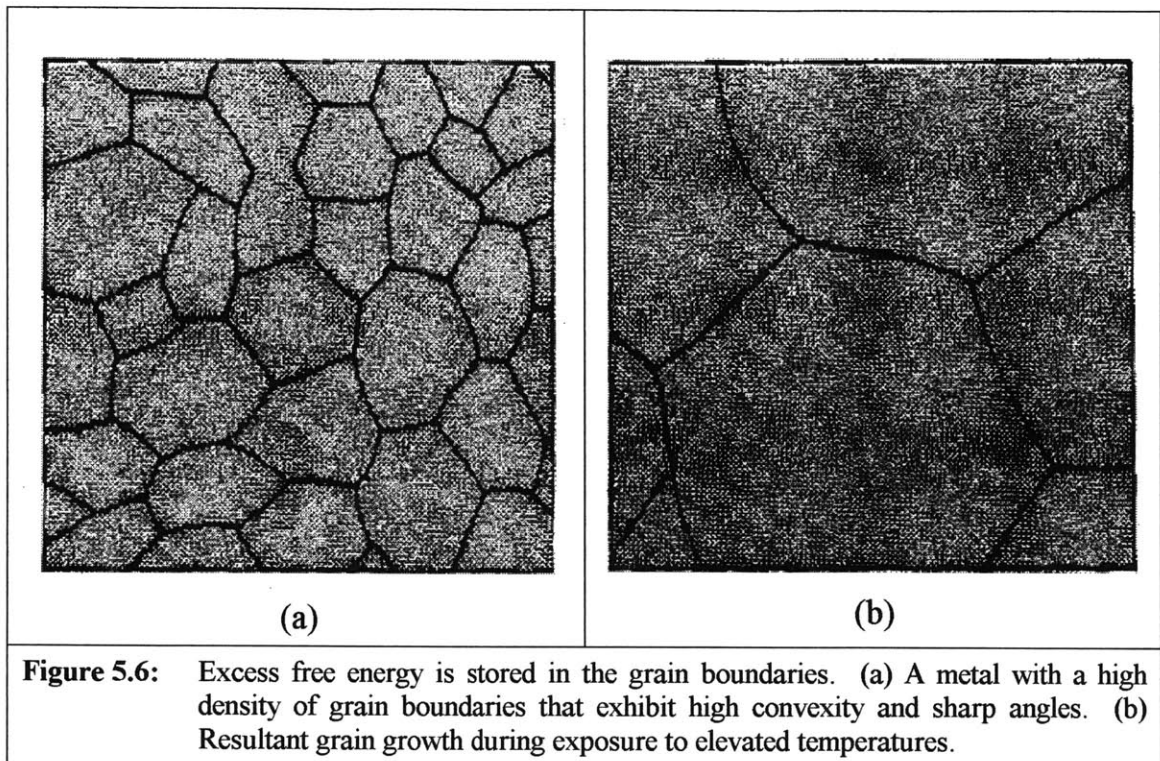 (a)
(b)
Figure 5.6: Excess free energy is stored in the grain boundaries. (a) A metal with a high
density of grain boundaries that exhibit high convexity and sharp angles. (b)
Resultant grain growth during exposure to elevated temperatures.